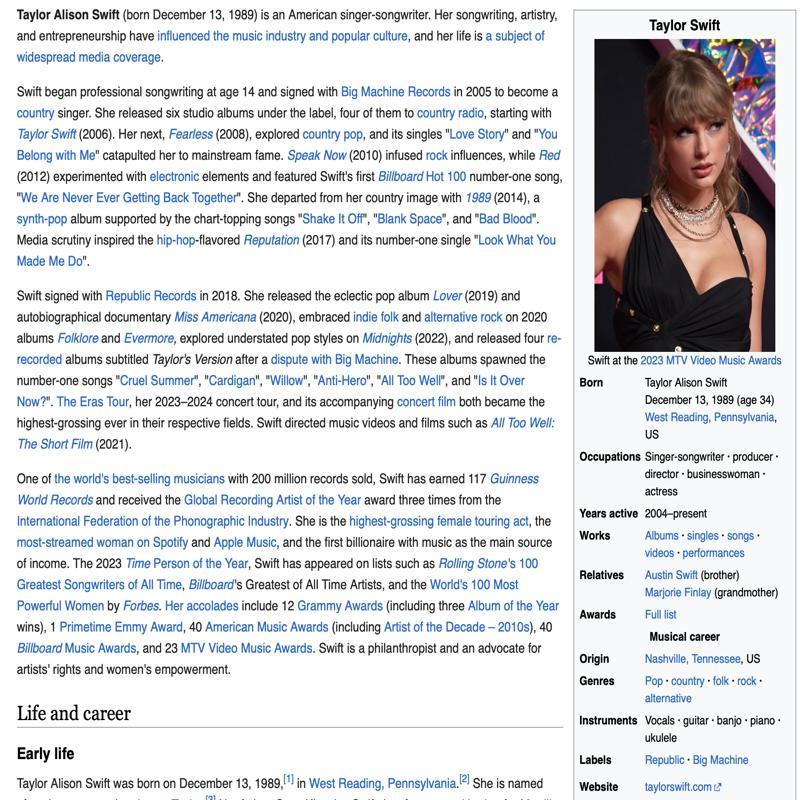 Taylor Alison Swift (born December 13, 1989) is an American singer-songwriter. Her songwriting, artistry,
and entrepreneurship have influenced the music industry and popular culture, and her life is a subject of
widespread media coverage.
Swift began professional songwriting at age 14 and signed with Big Machine Records in 2005 to become a
country singer. She released six studio albums under the label, four of them to country radio, starting with
Taylor Swift (2006). Her next, Fearless (2008), explored country pop, and its singles "Love Story" and "You
Belong with Me" catapulted her to mainstream fame. Speak Now (2010) infused rock influences, while Red
(2012) experimented with electronic elements and featured Swift's first Billboard Hot 100 number-one song,
"We Are Never Ever Getting Back Together". She departed from her country image with 1989 (2014), a
synth-pop album supported by the chart-topping songs "Shake It Off", "Blank Space", and "Bad Blood".
Media scrutiny inspired the hip-hop-flavored Reputation (2017) and its number-one single "Look What You
Made Me Do".
Swift signed with Republic Records in 2018. She released the eclectic pop album Lover (2019) and
autobiographical documentary Miss Americana (2020), embraced indie folk and alternative rock on 2020
albums Folklore and Evermore, explored understated pop styles on Midnights (2022), and released four re-
recorded albums subtitled Taylor's Version after a dispute with Big Machine. These albums spawned the
number-one songs "Cruel Summer", "Cardigan", "Willow", "Anti-Hero", "All Too Well", and "Is It Over
Now?". The Eras Tour, her 2023–2024 concert tour, and its accompanying concert film both became the
highest-grossing ever in their respective fields. Swift directed music videos and films such as All Too Well:
The Short Film (2021).
One of the world's best-selling musicians with 200 million records sold, Swift has earned 117 Guinness
World Records and received the Global Recording Artist of the Year award three times from the
International Federation of the Phonographic Industry. She is the highest-grossing female touring act, the
most-streamed woman on Spotify and Apple Music, and the first billionaire with music as the main source
of income. The 2023 Time Person of the Year, Swift has appeared on lists such as Rolling Stone's 100
Greatest Songwriters of All Time, Billboard's Greatest of All Time Artists, and the World's 100 Most
Powerful Women by Forbes. Her accolades include 12 Grammy Awards (including three Album of the Year
wins), 1 Primetime Emmy Award, 40 American Music Awards (including Artist of the Decade – 2010s), 40
Billboard Music Awards, and 23 MTV Video Music Awards. Swift is a philanthropist and an advocate for
artists' rights and women's empowerment.
Life and career
Early life
Taylor Alison Swift was born on December 13, 1989,[1] in West Reading, Pennsylvania.[2] She is named
Taylor Swift
Swift at the 2023 MTV Video Music Awards
Born Taylor Alison Swift
December 13, 1989 (age 34)
West Reading, Pennsylvania,
US
Occupations Singer-songwriter · producer ·
director · businesswoman ·
actress
Years active 2004–present
Works Albums · singles · songs ·
videos · performances
Relatives Austin Swift (brother)
Marjorie Finlay (grandmother)
Awards Full list
Musical career
Origin Nashville, Tennessee, US
Genres Pop · country · folk · rock ·
alternative
Instruments Vocals · guitar · banjo · piano ·
ukulele
Labels Republic · Big Machine
Website taylorswift.com